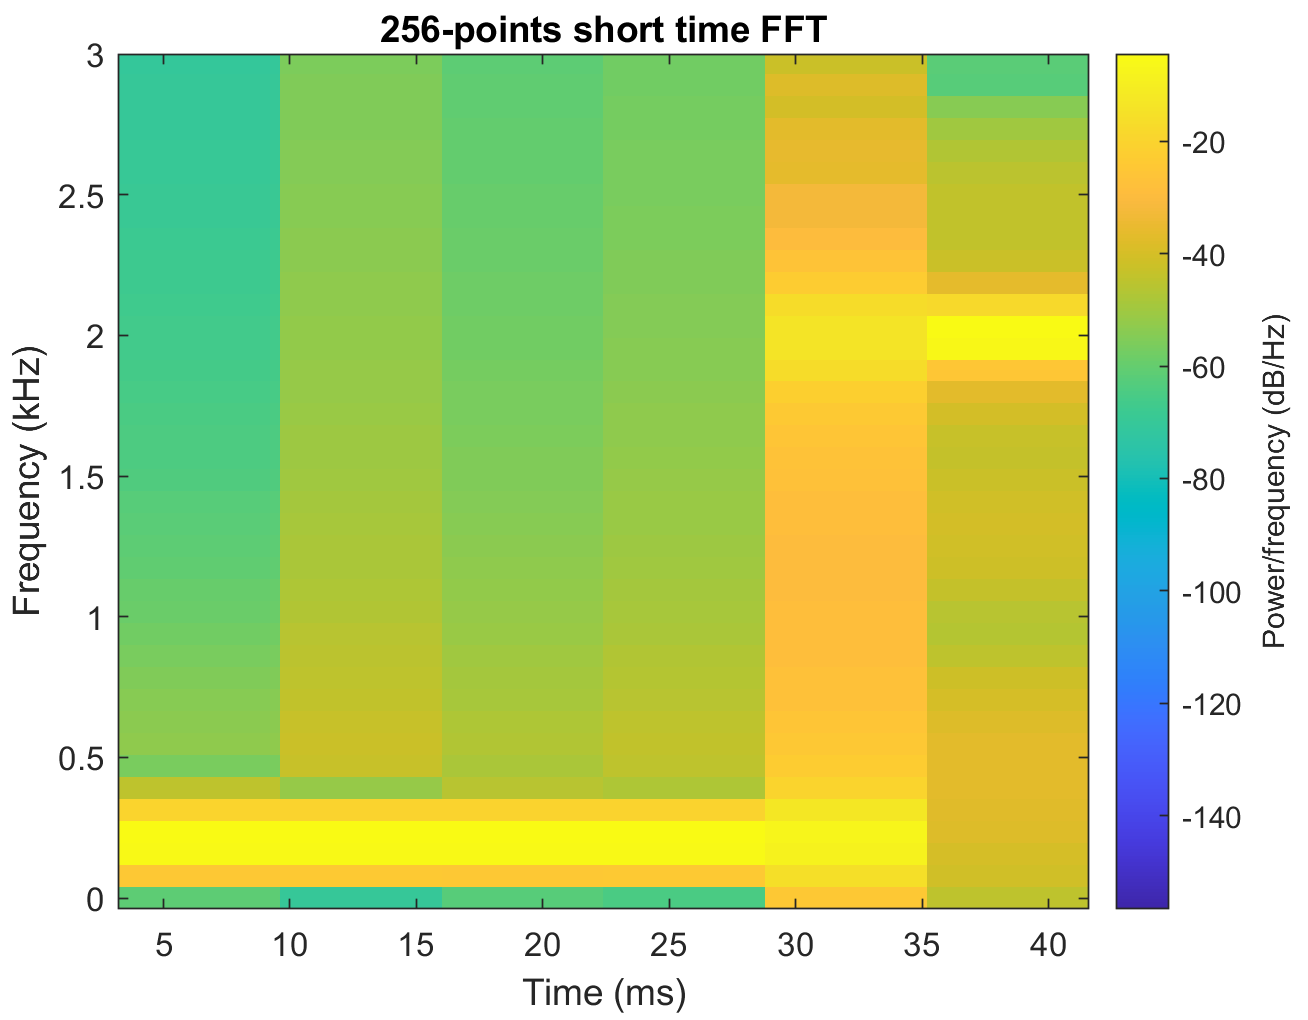 256-points short time FFT
3
2.5
2
1.5
1
0.5
0
Frequency (kHz)
5 10 15 20 25 30 35 40
Time (ms)
-20
-40
-60
-80
-100
-120
-140
Power/frequency (dB/Hz)